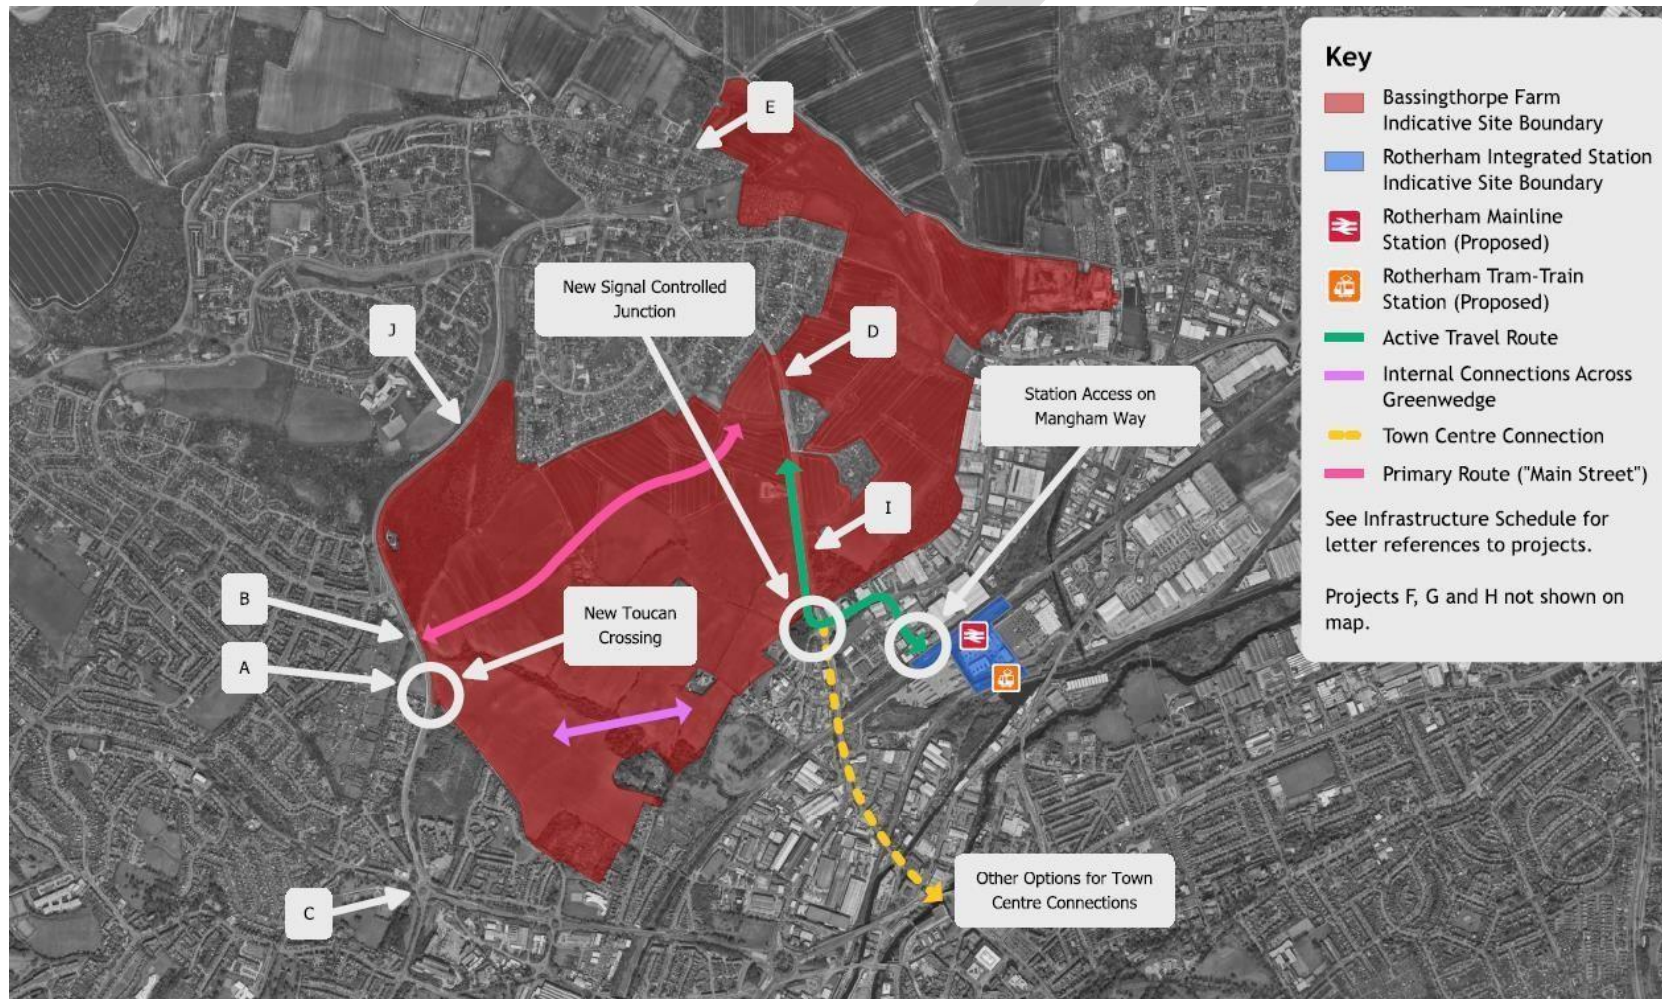 E
New Signal Controlled
Junction
J
D
Station Access on
Mangham Way
I
B
New Toucan
Crossing
A
C
Other Options for Town
Centre Connections
Key
Bassingthorpe Farm
Indicative Site Boundary
Rotherham Integrated Station
Indicative Site Boundary
Rotherham Mainline
Station (Proposed)
Rotherham Tram-Train
Station (Proposed)
Active Travel Route
Internal Connections Across
Greenwedge
Town Centre Connection
Primary Route ("Main Street")
See Infrastructure Schedule for
letter references to projects.
Projects F, G and H not shown on
map.